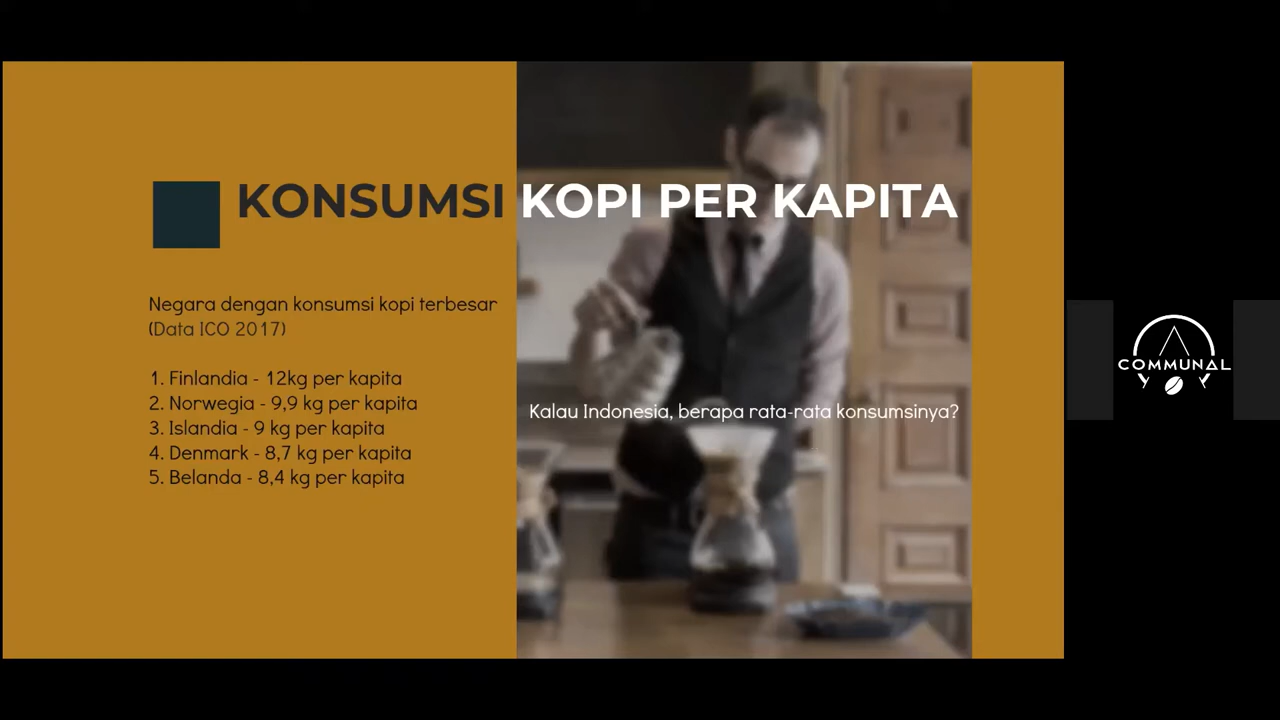 KONSUMSI KOPI PER KAPITA
Negara dengan konsumsi kopi terbesar
(Data ICO 2017)
1. Finlandia - 12kg per kapita
2. Norwegia - 9,9 kg per kapita
3. Islandia - 9 kg per kapita
4. Denmark - 8,7 kg per kapita
5. Belanda - 8,4 kg per kapita
Kalau Indonesia, berapa rata-rata konsumsinya?
COMMUNAL